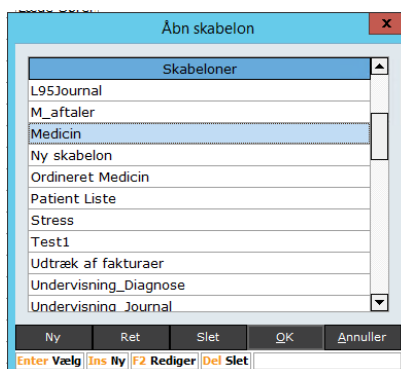 Åbn skabelon
x
Skabeloner
L95Journal
M_aftaler
Medicin
Ny skabelon
Ordineret Medicin
Patient Liste
Stress
Test1
Udtræk af fakturaer
Undervisning_Diagnose
Undervisning_Journal
Ny Ret Slet OK Annuller
Enter Vælg Ins Ny F2 Rediger Del Slet